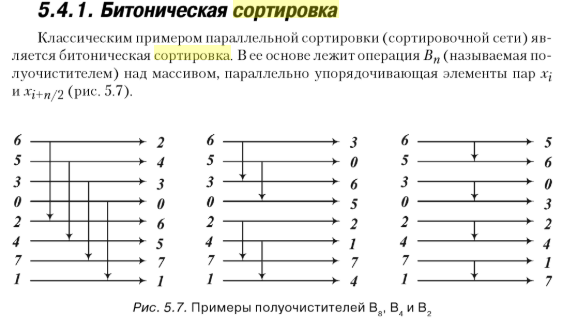 5.4.1. Битоническая сортировка
Классическим примером параллельной сортировки (сортировочной сети) яв-
ляется битоническая сортировка. В ее основе лежит операция Bn (называемая по-
луочистителем) над массивом, параллельно упорядочивающая элементы пар xi
и xi+n/2 (рис. 5.7).
6 2 6 3 6 5
5 4 5 0 5 6
3 3 3 6 3 0
0 0 0 5 0 3
2 6 2 2 2 2
4 5 4 1 4 4
7 7 7 7 7 1
1 1 1 4 1 7
Рис. 5.7. Примеры полуочистителей B8, B4 и B2